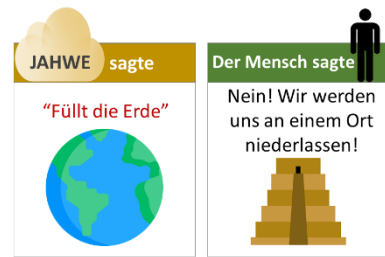 JAHWE sagte
“Füllt die Erde”
Der Mensch sagte
Nein! Wir werden
uns an einem Ort
niederlassen!